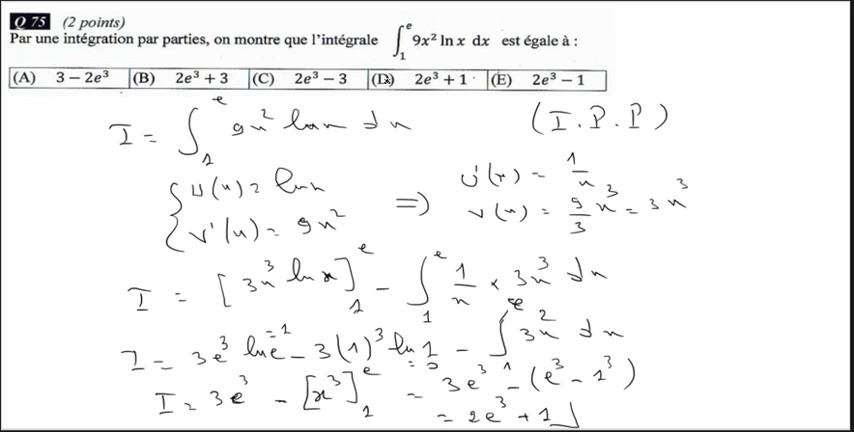 Q 75 (2 points)
Par une intégration par parties, on montre que l'intégrale ∫₁ᵉ 9x² ln x dx est égale à :
(A) 3 − 2e³ (B) 2e³ + 3 (C) 2e³ − 3 (D) 2e³ + 1 (E) 2e³ − 1
I = ∫₁ᵉ 9x² ln x dx (I.P.P)
{ U(x) = ln x => U'(x) = 1/x
{ V'(x) = 9x² V(x) = 9/3 x³ = 3x³
I = [3x³ ln x]₁ᵉ − ∫₁ᵉ 1/x × 3x³ dx
I = 3e³ ln e =1 − 3(1)³ ln 1 =0 − ∫₁ᵉ 3x² dx
I = 3e³ − [x³]₁ᵉ = 3e³ − (e³ − 1³)
= 2e³ + 1